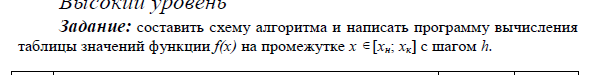 Высокий уровень
Задание: составить схему алгоритма и написать программу вычисления
таблицы значений функции f(x) на промежутке x ∈[xн; xк] с шагом h.